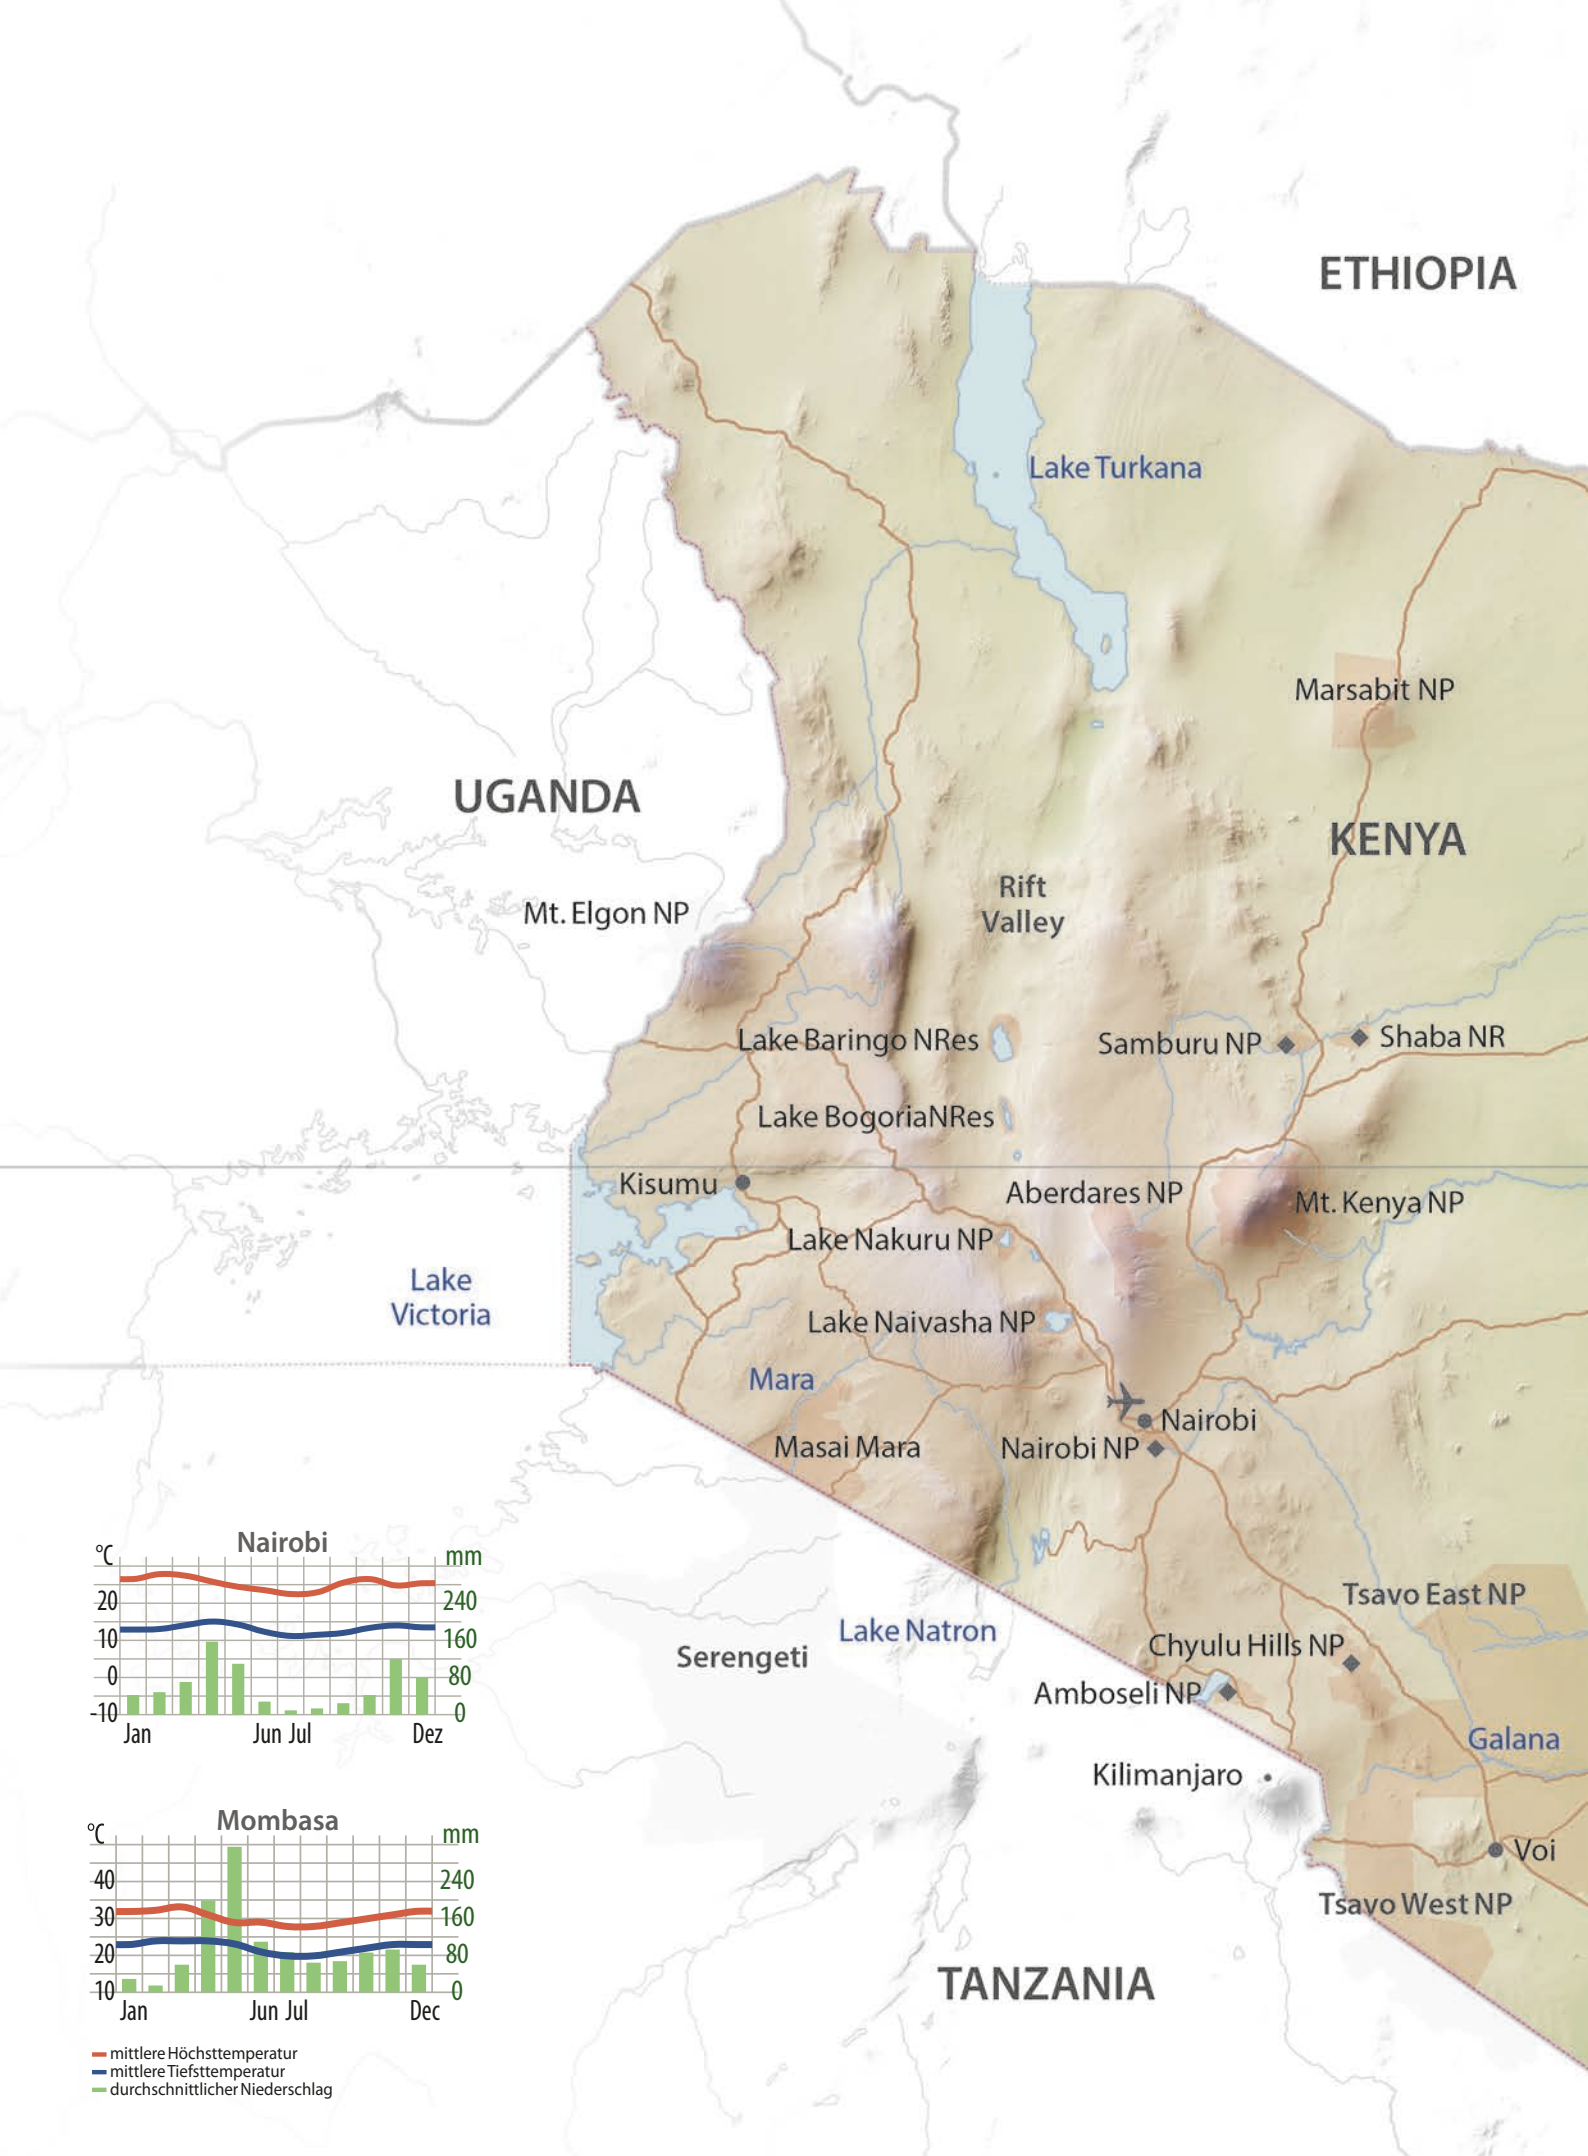 ETHIOPIA
Lake Turkana
Marsabit NP
UGANDA
KENYA
Rift
Valley
Mt. Elgon NP
Lake Baringo NRes
Samburu NP
Shaba NR
Lake BogoriaNRes
Kisumu
Aberdares NP
Mt. Kenya NP
Lake Nakuru NP
Lake
Victoria
Lake Naivasha NP
Mara
Nairobi
Masai Mara
Nairobi NP
Tsavo East NP
Lake Natron
Serengeti
Chyulu Hills NP
Amboseli NP
Galana
Kilimanjaro
Voi
Tsavo West NP
TANZANIA
Nairobi
°C
mm
20
240
10
160
0
80
-10
0
Jan
Jun
Jul
Dez
Mombasa
°C
mm
40
240
30
160
20
80
10
0
Jan
Jun
Jul
Dec
mittlere Höchsttemperatur
mittlere Tiefsttemperatur
durchschnittlicher Niederschlag